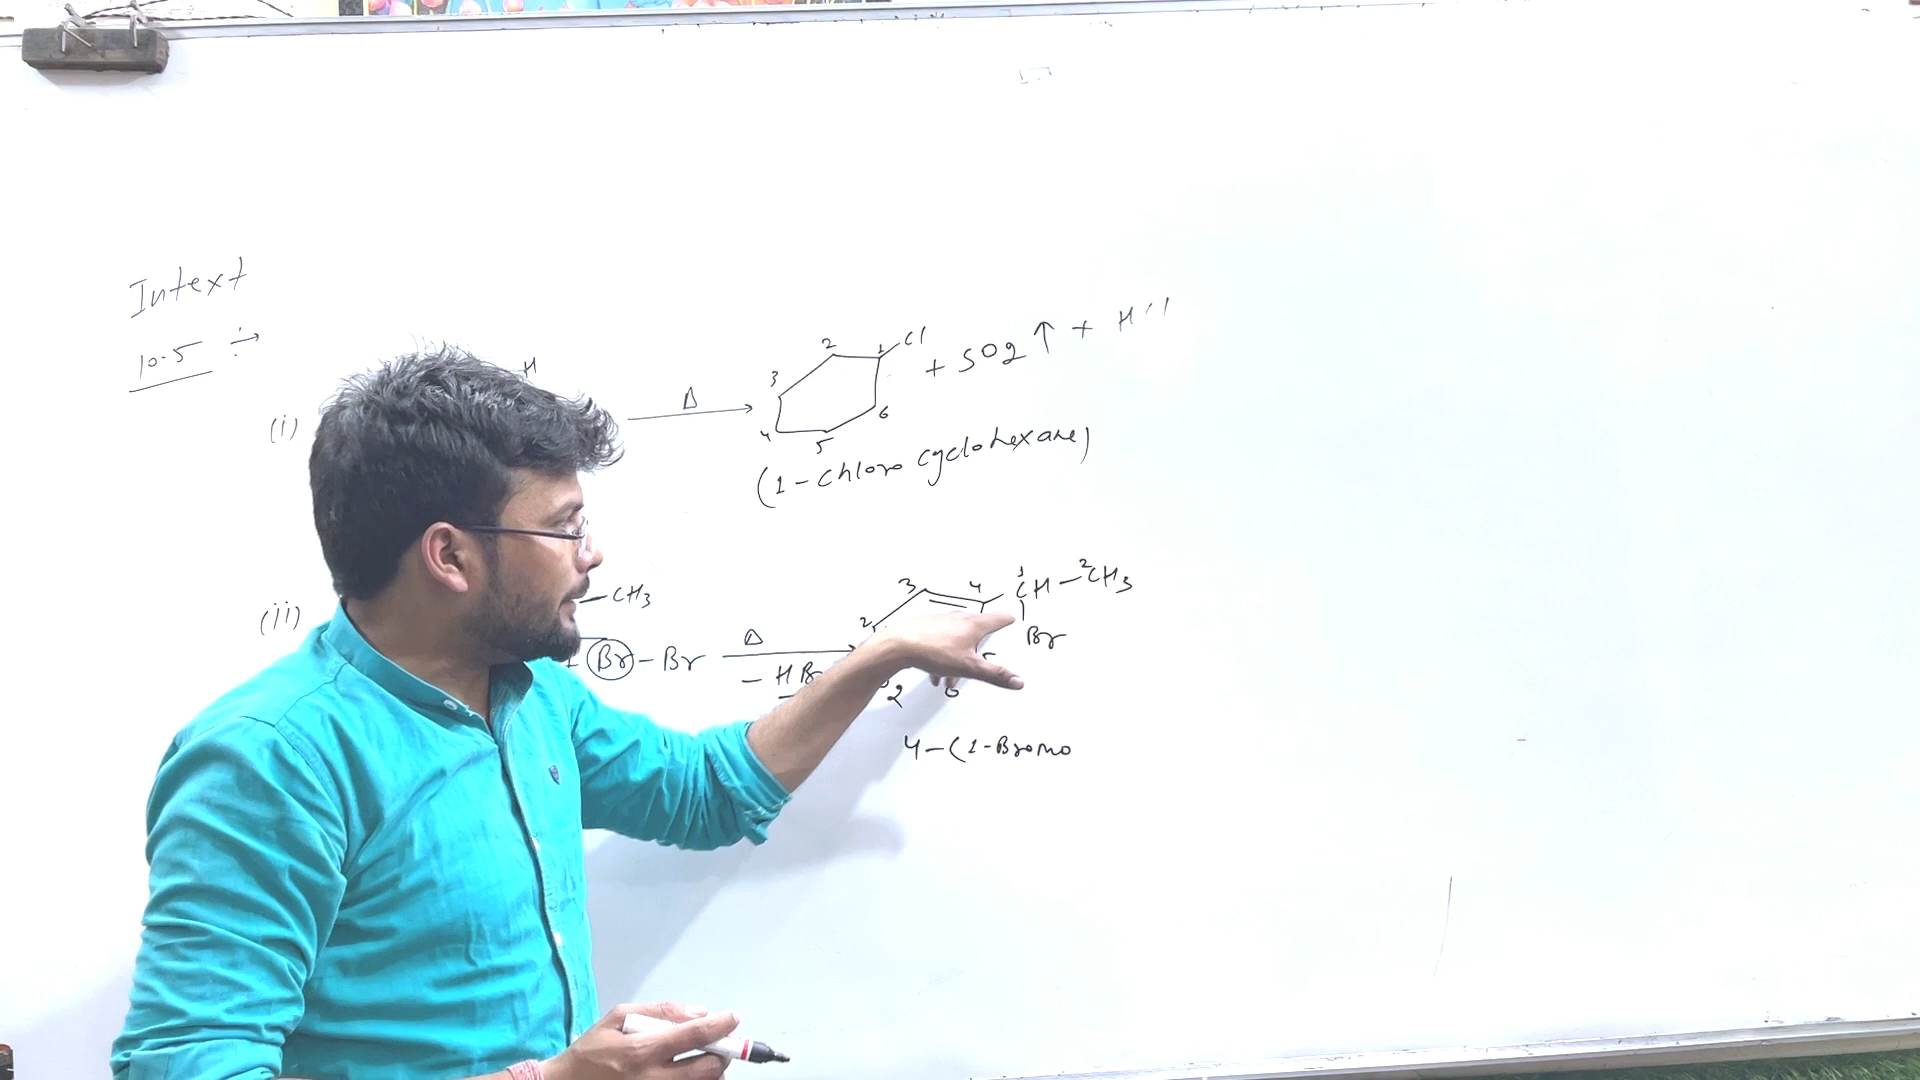 Intext
10.5 ÷→
(i) H Δ 2 1 Cl 3 4 5 6 + SO2 ↑ + HCl
(1-chloro cyclohexane)
(ii) CH3 + Br - Br Δ - HBr 2 3 4 1CH - 2CH3
Br
2 6
4-(1-Bromo